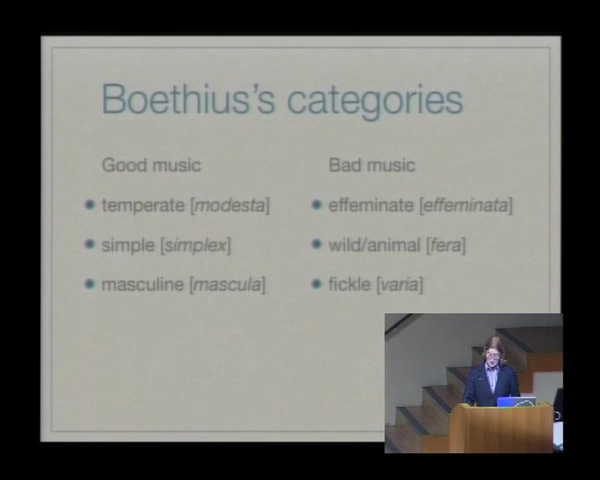 Boethius's categories
Good music
temperate [modesta]
simple [simplex]
masculine [mascula]
Bad music
effeminate [effeminata]
wild/animal [fera]
fickle [varia]